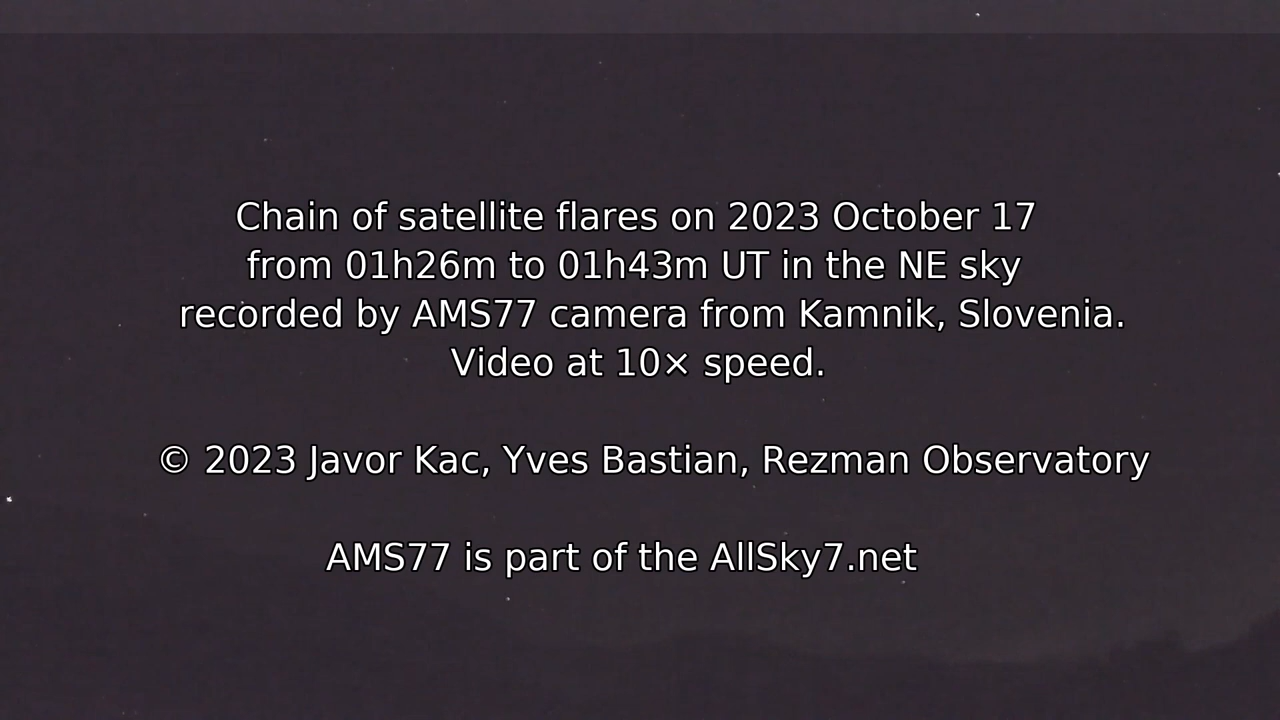 Chain of satellite flares on 2023 October 17
from 01h26m to 01h43m UT in the NE sky
recorded by AMS77 camera from Kamnik, Slovenia.
Video at 10× speed.
© 2023 Javor Kac, Yves Bastian, Rezman Observatory
AMS77 is part of the AllSky7.net